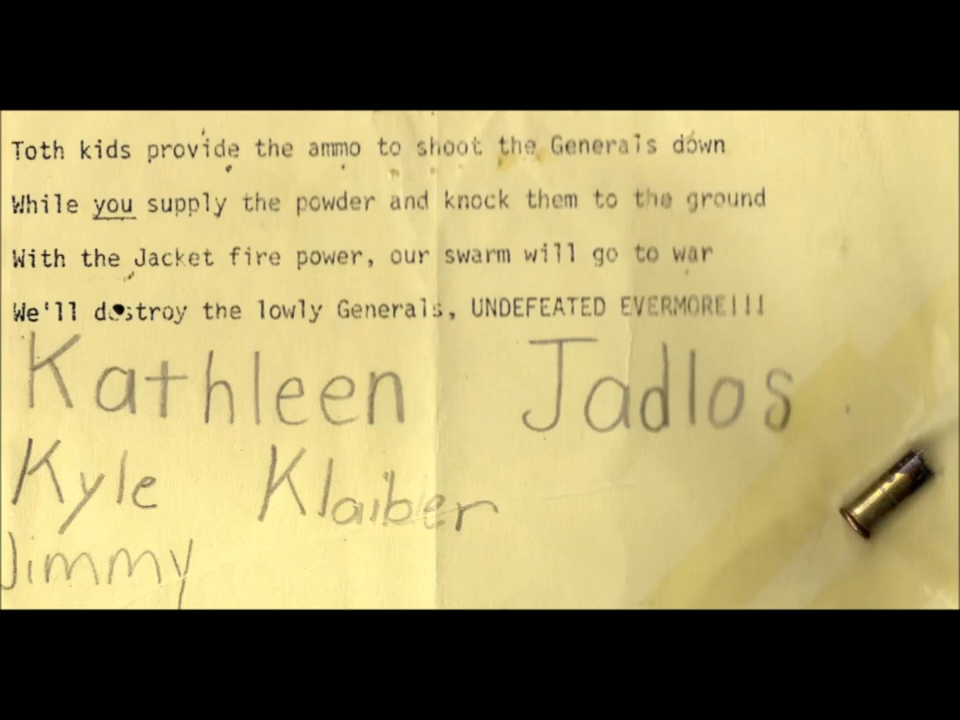 Toth kids provide the ammo to shoot the Generals down
While you supply the powder and knock them to the ground
With the Jacket fire power, our swarm will go to war
We'll destroy the lowly Generals, UNDEFEATED EVERMORE!!!
Kathleen Jadlos
Kyle Klaiber
Jimmy